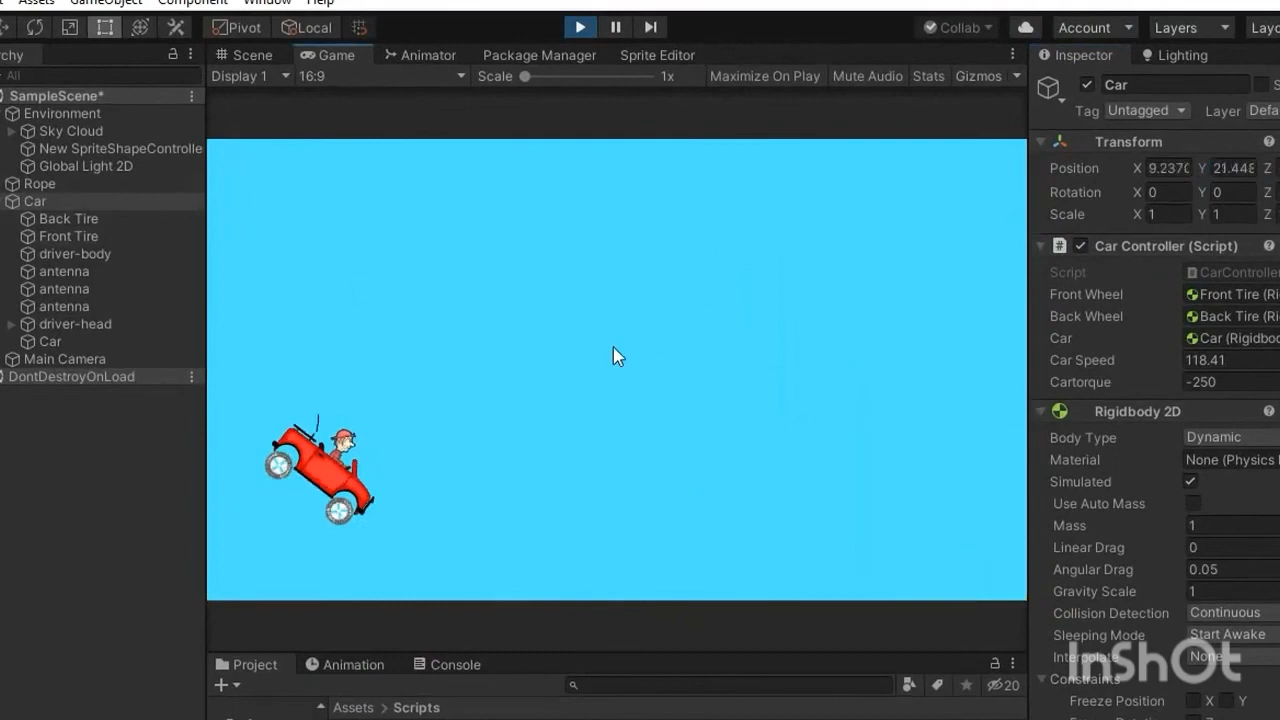 Assets GameObject Component Window Help
Pivot Local Collab Account Layers Layo
rchy Scene Game Animator Package Manager Sprite Editor Inspector Lighting
All Display 1 16:9 Scale 1x Maximize On Play Mute Audio Stats Gizmos
Car
SampleScene*
Tag Untagged Layer Defa
Environment
Sky Cloud
New SpriteShapeControlle
Global Light 2D
Rope
Car
Back Tire
Front Tire
driver-body
antenna
antenna
antenna
driver-head
Car
Main Camera
DontDestroyOnLoad
Transform
Position X 9.2370 Y 21.448 Z
Rotation X 0 Y 0 Z
Scale X 1 Y 1 Z
Car Controller (Script)
Script CarController
Front Wheel Front Tire (Ri
Back Wheel Back Tire (Ri
Car Car (Rigidbod
Car Speed 118.41
Cartorque -250
Rigidbody 2D
Body Type Dynamic
Material None (Physics
Simulated
Use Auto Mass
Mass 1
Linear Drag 0
Angular Drag 0.05
Gravity Scale 1
Collision Detection Continuous
Sleeping Mode Start Awake
Interpolate None
Constraints
Freeze Position X Y
InShOt
Project Animation Console
20
Assets > Scripts